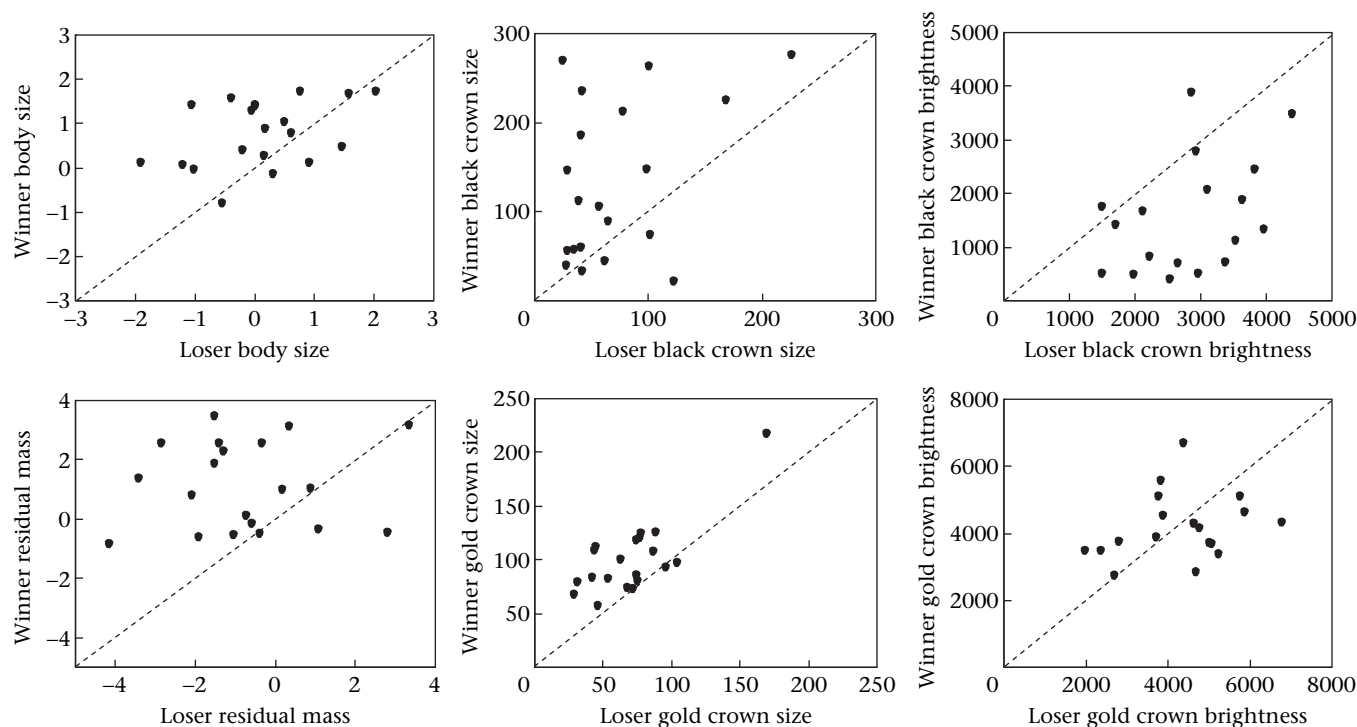 3
2
1
0
−1
−2
−3
−3 −2 −1 0 1 2 3
Winner body size
Loser body size
300
200
100
0 100 200 300
Winner black crown size
Loser black crown size
5000
4000
3000
2000
1000
0 1000 2000 3000 4000 5000
Winner black crown brightness
Loser black crown brightness
4
2
0
−2
−4
−4 −2 0 2 4
Winner residual mass
Loser residual mass
250
200
150
100
50
0 50 100 150 200 250
Winner gold crown size
Loser gold crown size
8000
6000
4000
2000
0 2000 4000 6000 8000
Winner gold crown brightness
Loser gold crown brightness